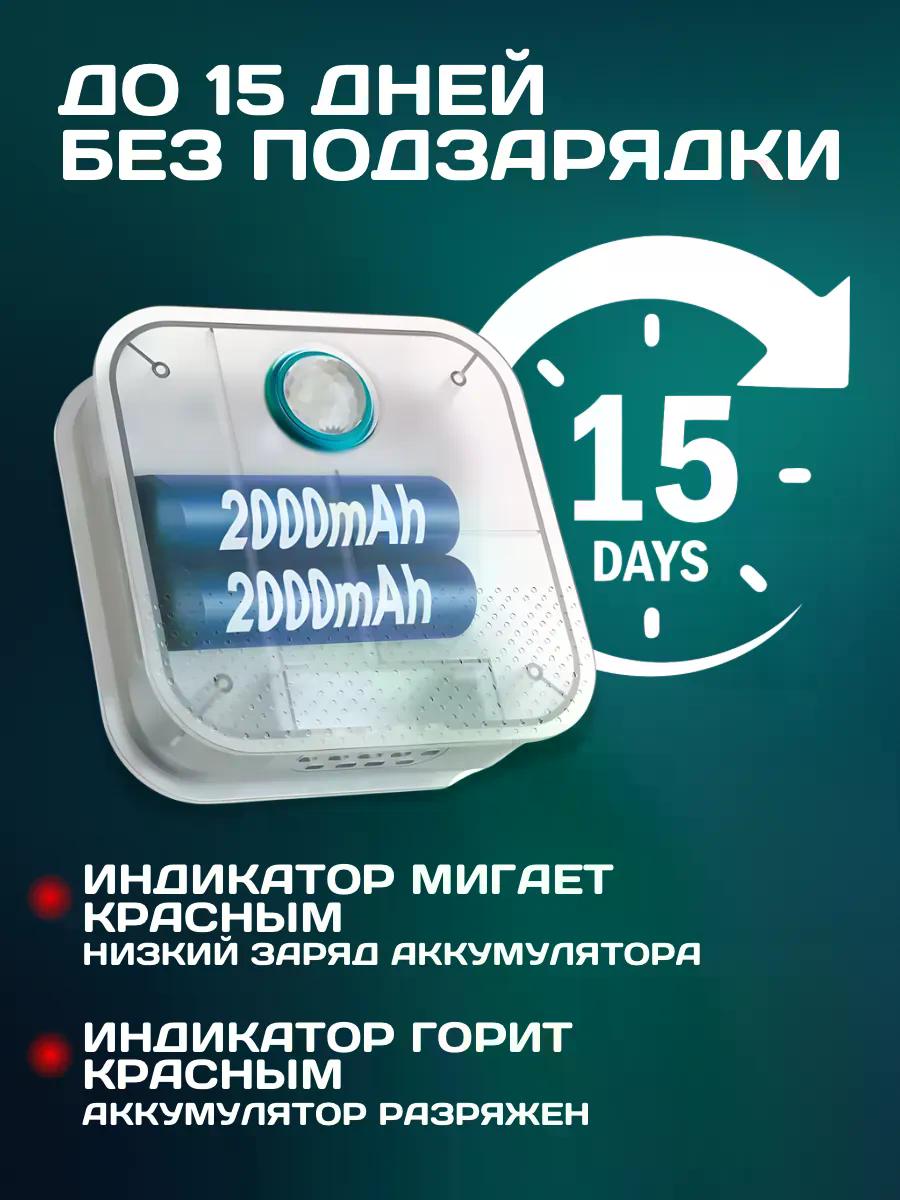 ДО 15 ДНЕЙ
БЕЗ ПОДЗАРЯДКИ
15
DAYS
2000mAh
2000mAh
ИНДИКАТОР МИГАЕТ
КРАСНЫМ
НИЗКИЙ ЗАРЯД АККУМУЛЯТОРА
ИНДИКАТОР ГОРИТ
КРАСНЫМ
АККУМУЛЯТОР РАЗРЯЖЕН